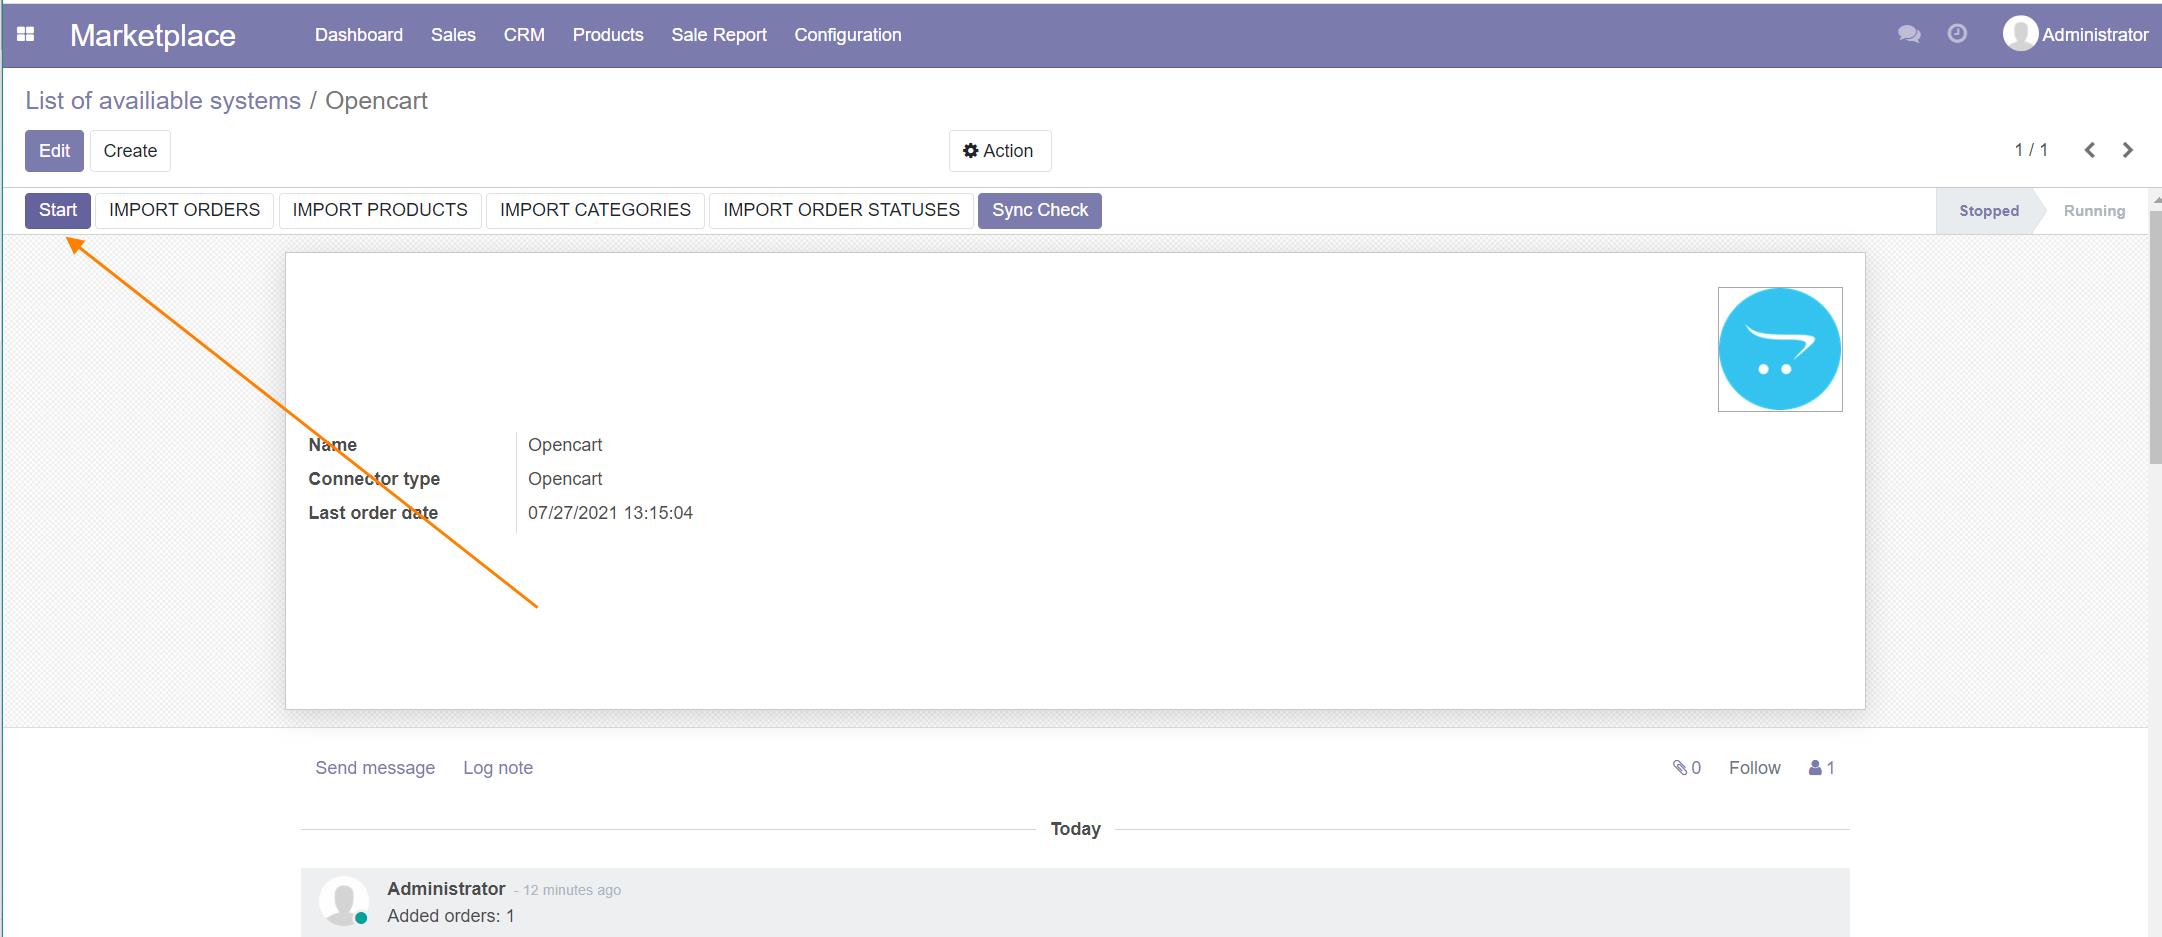 Marketplace Dashboard Sales CRM Products Sale Report Configuration Administrator
List of availiable systems / Opencart
Edit Create Action 1 / 1
Start IMPORT ORDERS IMPORT PRODUCTS IMPORT CATEGORIES IMPORT ORDER STATUSES Sync Check Stopped Running
Name Opencart
Connector type Opencart
Last order date 07/27/2021 13:15:04
Send message Log note 0 Follow 1
Today
Administrator - 12 minutes ago
Added orders: 1